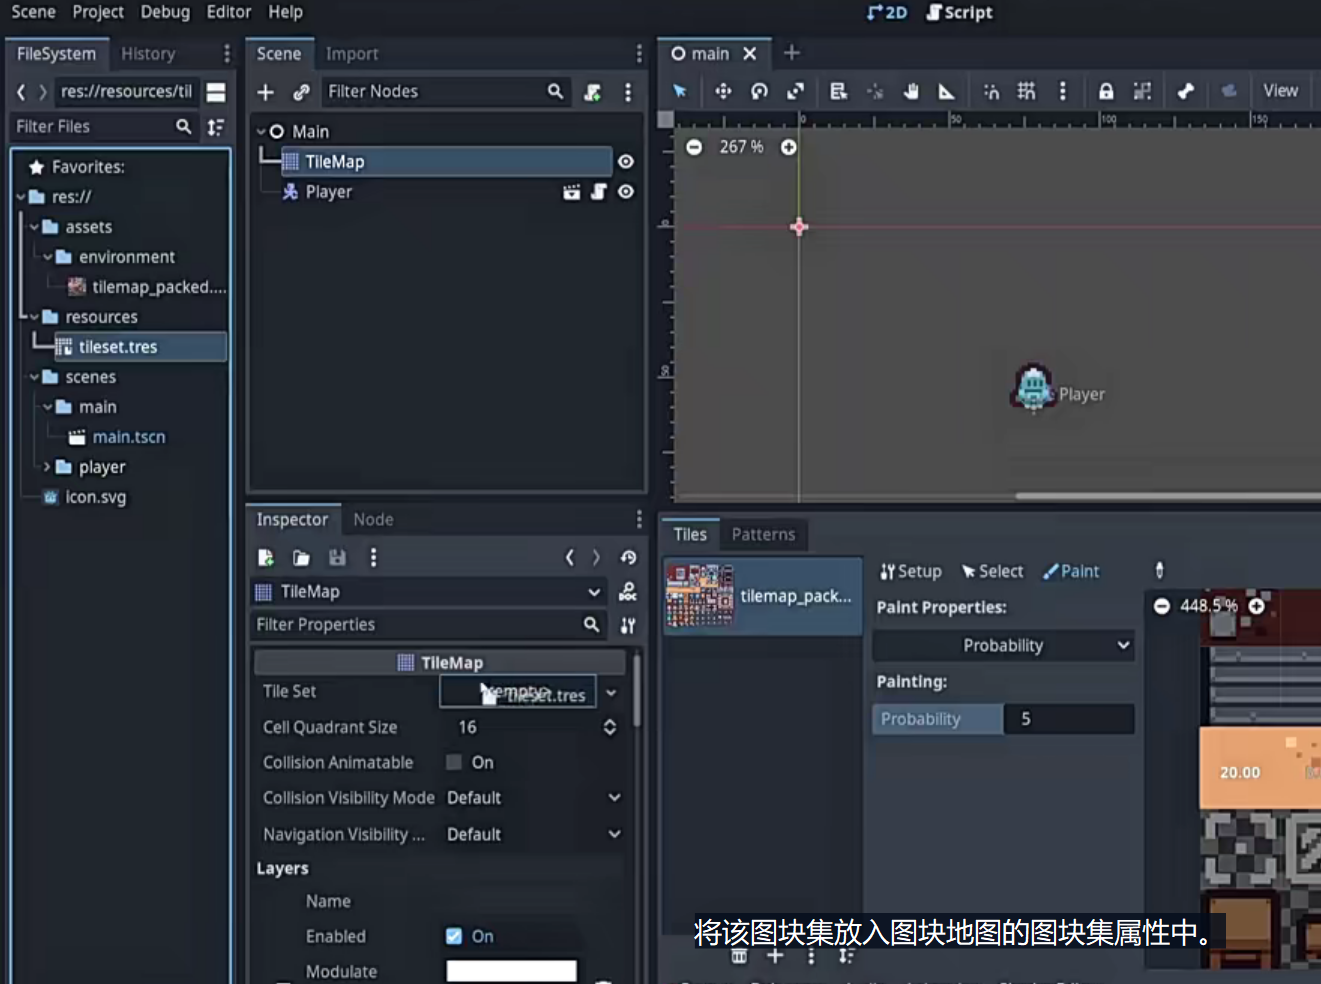 Scene Project Debug Editor Help
2D Script
FileSystem History
Scene Import
main
res://resources/til
Filter Nodes
View
Filter Files
0 50 100 150
Main
267 %
Favorites:
TileMap
res://
Player
assets
0
environment
tilemap_packed....
resources
tileset.tres
scenes
50
main
Player
main.tscn
player
icon.svg
Inspector Node
Tiles Patterns
TileMap
Setup Select Paint
tilemap_pack...
Paint Properties:
448.5 %
Filter Properties
Probability
TileMap
Painting:
Tile Set
<empty>
tileset.tres
Probability 5
Cell Quadrant Size 16
Collision Animatable On
20.00
Collision Visibility Mode Default
Navigation Visibility ... Default
Layers
Name
Enabled On
Modulate
将该图块集放入图块地图的图块集属性中。